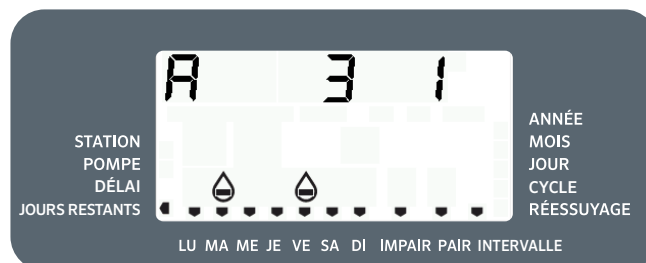 A 3 1
ANNÉE
STATION MOIS
POMPE JOUR
DÉLAI CYCLE
JOURS RESTANTS RÉESSUYAGE
LU MA ME JE VE SA DI IMPAIR PAIR INTERVALLE